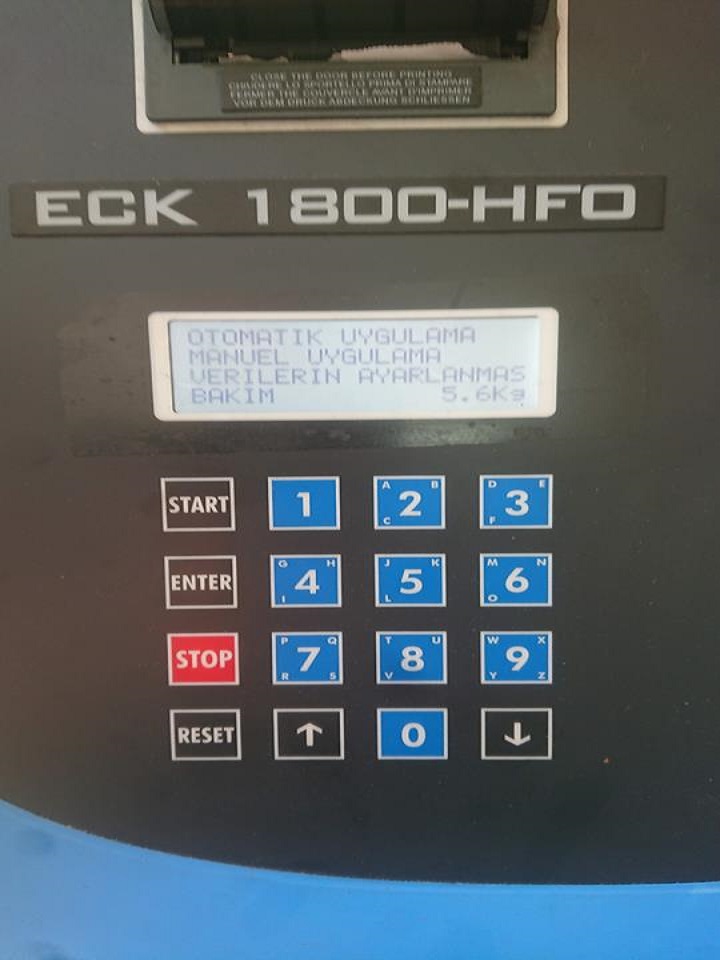 CLOSE THE DOOR BEFORE PRINTING
CHIUDERE LO SPORTELLO PRIMA DI STAMPARE
FERMER THE COUVERCLE AVANT D'IMPRIMER
VOR DEM DRUCK ABDECKUNG SCHLIESSEN
ECK 1800-HFO
OTOMATIK UYGULAMA
MANUEL UYGULAMA
VERILERIN AYARLANMAS
BAKIM 5.6Kg
START 1 A B 2 C D E 3 F
ENTER G H 4 I J K 5 L M N 6 O
STOP P Q 7 R S T U 8 V W X 9 Y Z
RESET ↑ 0 ↓